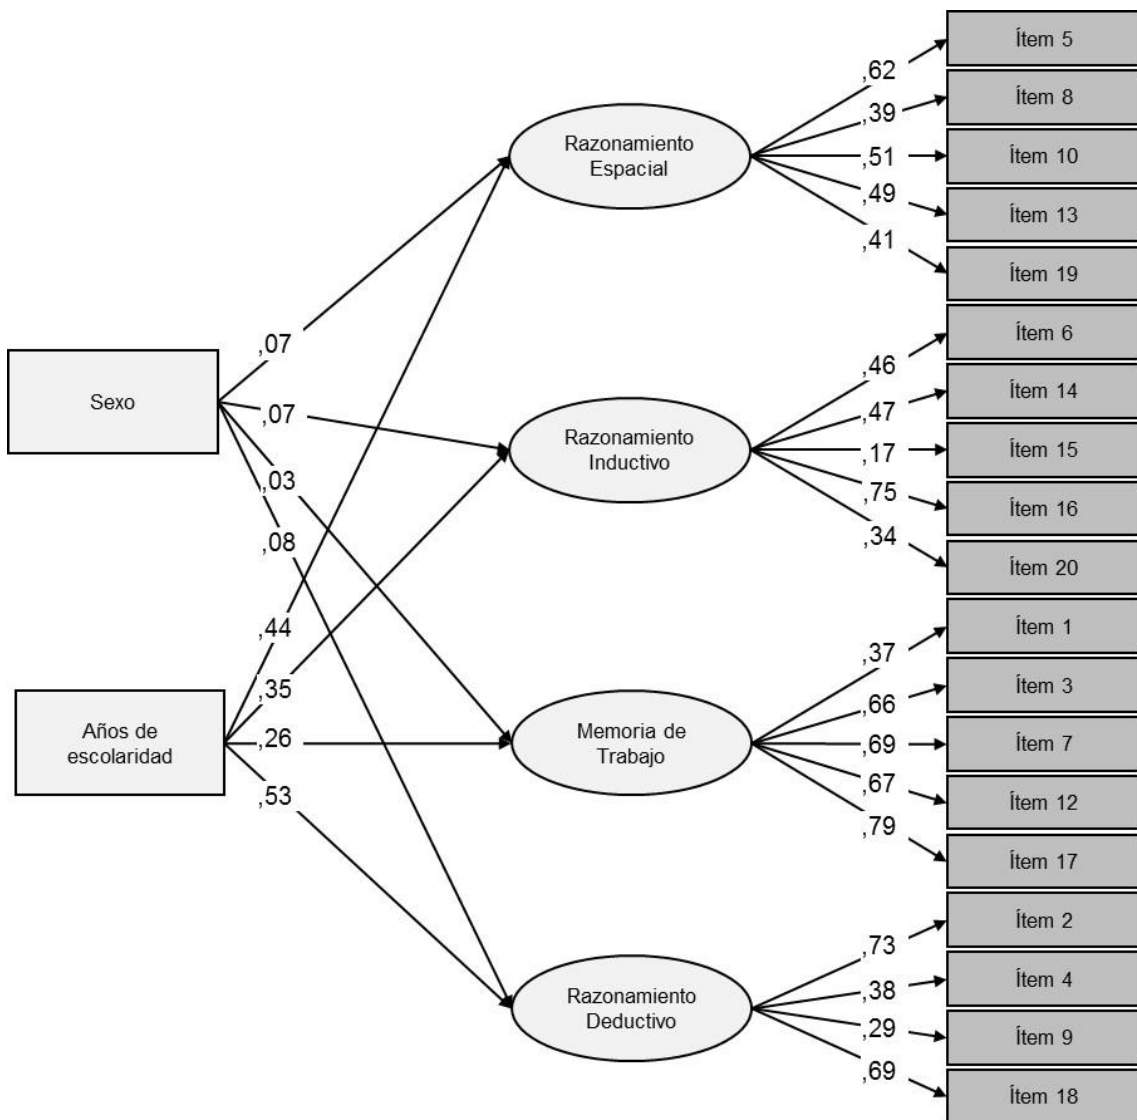 Ítem 5
,62
Ítem 8
,39
Razonamiento
Espacial
,51
Ítem 10
,49
Ítem 13
,41
Ítem 19
Sexo
,07
,07
,03
,08
Ítem 6
,46
Ítem 14
,47
Razonamiento
Inductivo
,17
Ítem 15
,75
Ítem 16
,34
Ítem 20
Años de
escolaridad
,44
,35
,26
,53
Ítem 1
,37
Ítem 3
,66
Memoria de
Trabajo
,69
Ítem 7
,67
Ítem 12
,79
Ítem 17
Ítem 2
,73
Ítem 4
,38
Razonamiento
Deductivo
,29
Ítem 9
,69
Ítem 18